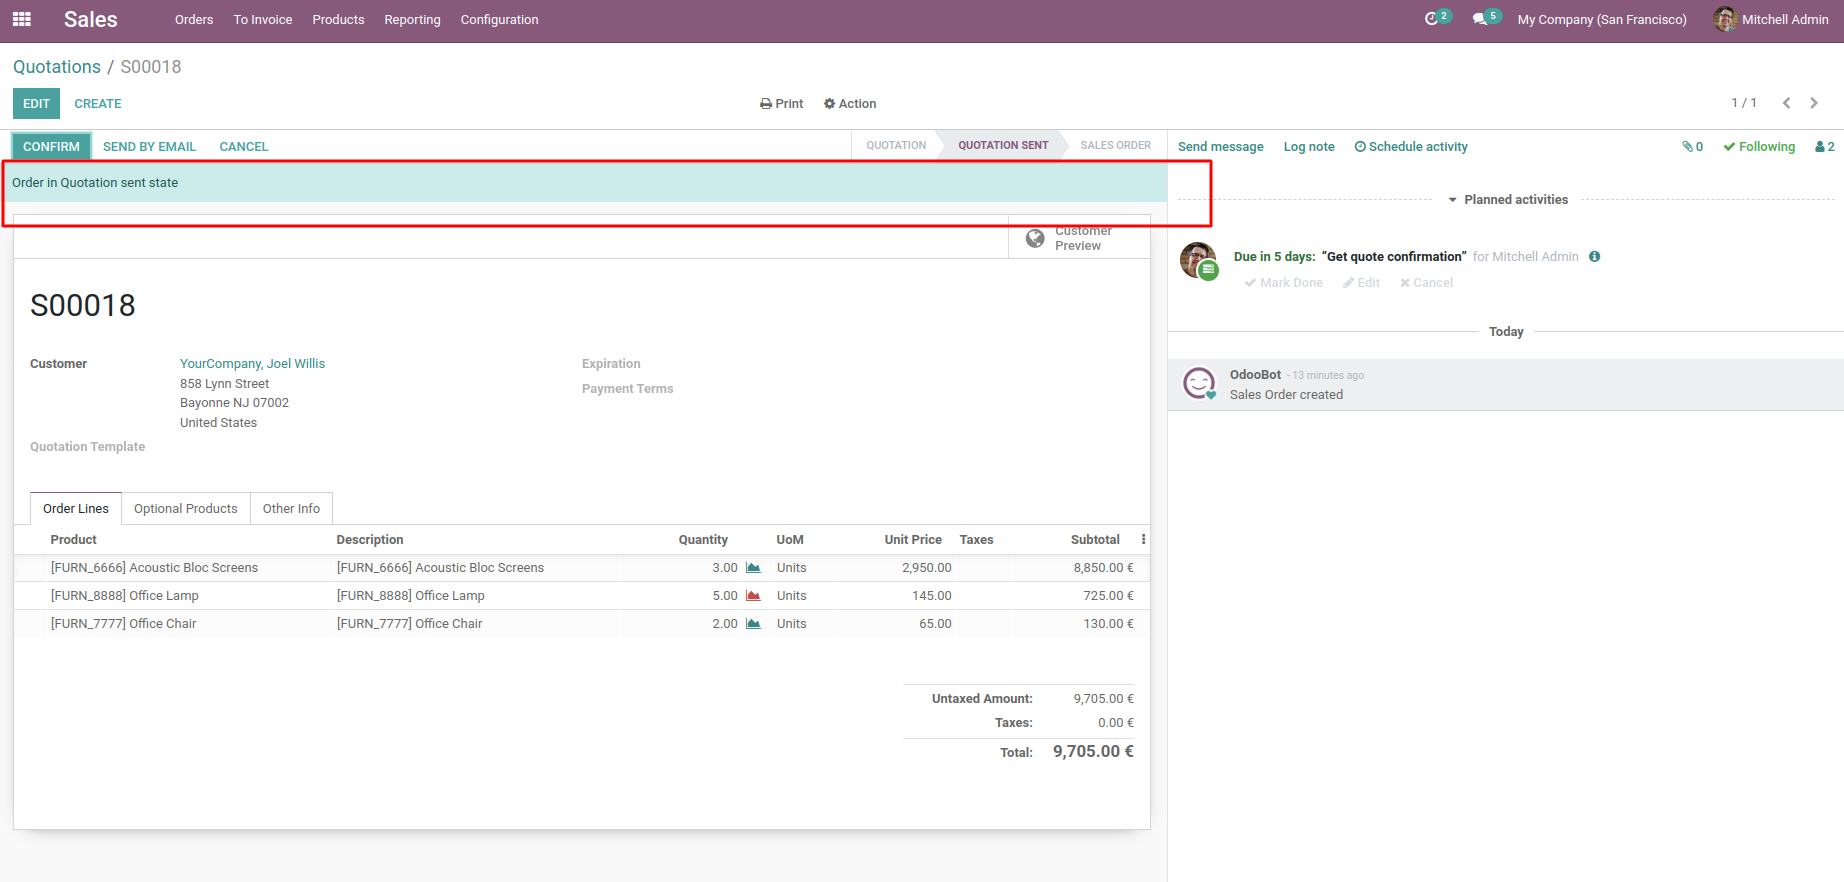 Sales Orders To Invoice Products Reporting Configuration 2 5 My Company (San Francisco) Mitchell Admin
Quotations / S00018
EDIT CREATE Print Action 1 / 1
CONFIRM SEND BY EMAIL CANCEL QUOTATION QUOTATION SENT SALES ORDER
Order in Quotation sent state
Customer
Preview
S00018
Customer YourCompany, Joel Willis
858 Lynn Street
Bayonne NJ 07002
United States
Expiration
Payment Terms
Quotation Template
Order Lines Optional Products Other Info
Product Description Quantity UoM Unit Price Taxes Subtotal
[FURN_6666] Acoustic Bloc Screens [FURN_6666] Acoustic Bloc Screens 3.00 Units 2,950.00 8,850.00 €
[FURN_8888] Office Lamp [FURN_8888] Office Lamp 5.00 Units 145.00 725.00 €
[FURN_7777] Office Chair [FURN_7777] Office Chair 2.00 Units 65.00 130.00 €
Untaxed Amount: 9,705.00 €
Taxes: 0.00 €
Total: 9,705.00 €
Send message Log note Schedule activity 0 Following 2
Planned activities
Due in 5 days: “Get quote confirmation” for Mitchell Admin
Mark Done Edit Cancel
Today
OdooBot - 13 minutes ago
Sales Order created